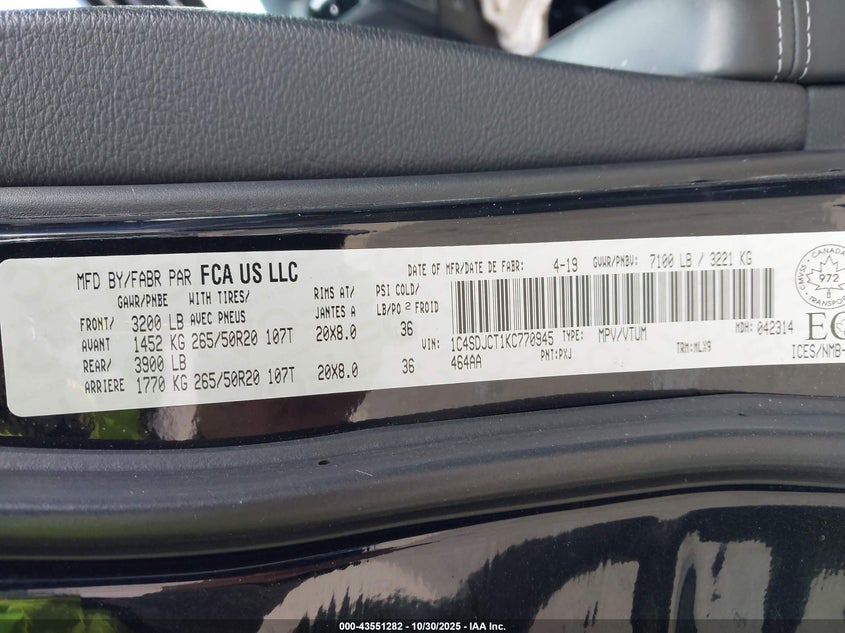 MFD BY/FABR PAR FCA US LLC
DATE OF MFR/DATE DE FABR: 4-19 GVWR/PNBV: 7100 LB / 3221 KG
GAWR/PNBE WITH TIRES/ RIMS AT/ PSI COLD/
AVEC PNEUS JANTES A LB/PO 2 FROID
FRONT/ 3200 LB
AVANT 1452 KG 265/50R20 107T 20X8.0 36
REAR/ 3900 LB
ARRIERE 1770 KG 265/50R20 107T 20X8.0 36
VIN: 1C4SDJCT1KC770945 TYPE: MPV/VTUM MDH: 042314
464AA PNT:PXJ TRM:MLX9
CANADA
CMVSS
972
TRANSPORT
EC
ICES/NMB-
000-43551282 - 10/30/2025 - IAA Inc.